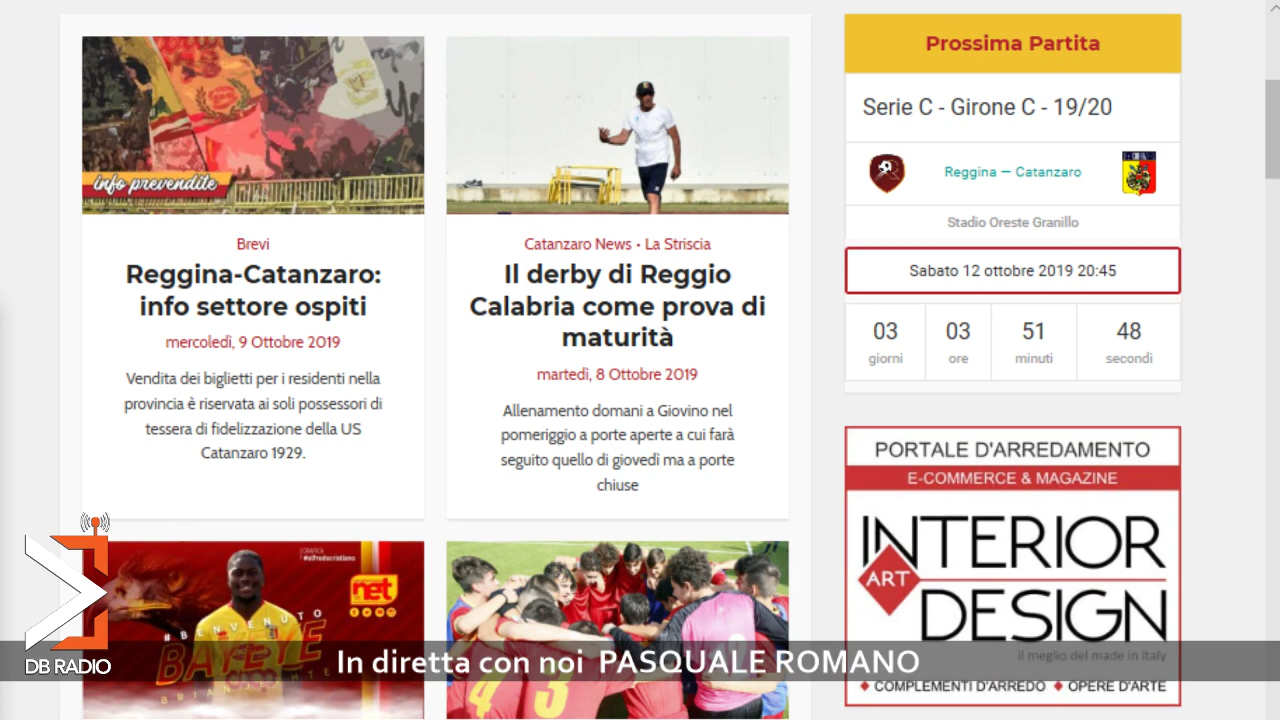 info prevendite
Brevi
Reggina-Catanzaro:
info settore ospiti
mercoledì, 9 Ottobre 2019
Vendita dei biglietti per i residenti nella
provincia è riservata ai soli possessori di
tessera di fidelizzazione della US
Catanzaro 1929.
Catanzaro News • La Striscia
Il derby di Reggio
Calabria come prova di
maturità
martedì, 8 Ottobre 2019
Allenamento domani a Giovino nel
pomeriggio a porte aperte a cui farà
seguito quello di giovedì ma a porte
chiuse
Prossima Partita
Serie C - Girone C - 19/20
Reggina — Catanzaro
Stadio Oreste Granillo
Sabato 12 ottobre 2019 20:45
03 03 51 48
giorni ore minuti secondi
PORTALE D'ARREDAMENTO
E-COMMERCE & MAGAZINE
INTERIOR
ART
DESIGN
il meglio del made in Italy
COMPLEMENTI D'ARREDO OPERE D'ARTE
GRAFICA
#elfredocristiano
net
#BENVENUTO
BAYEYE
4 3
DB RADIO
In diretta con noi PASQUALE ROMANO